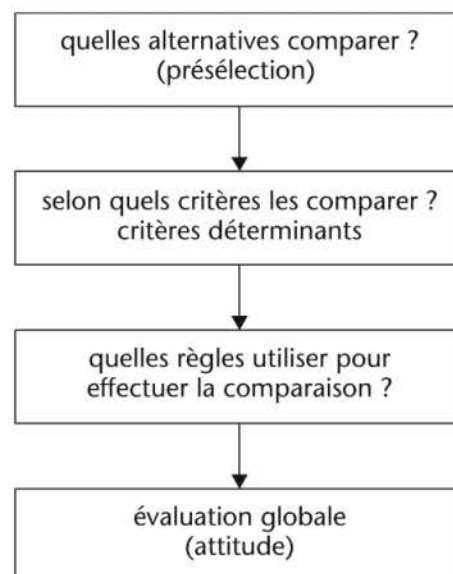 quelles alternatives comparer ?
(présélection)
selon quels critères les comparer ?
critères déterminants
quelles règles utiliser pour
effectuer la comparaison ?
évaluation globale
(attitude)